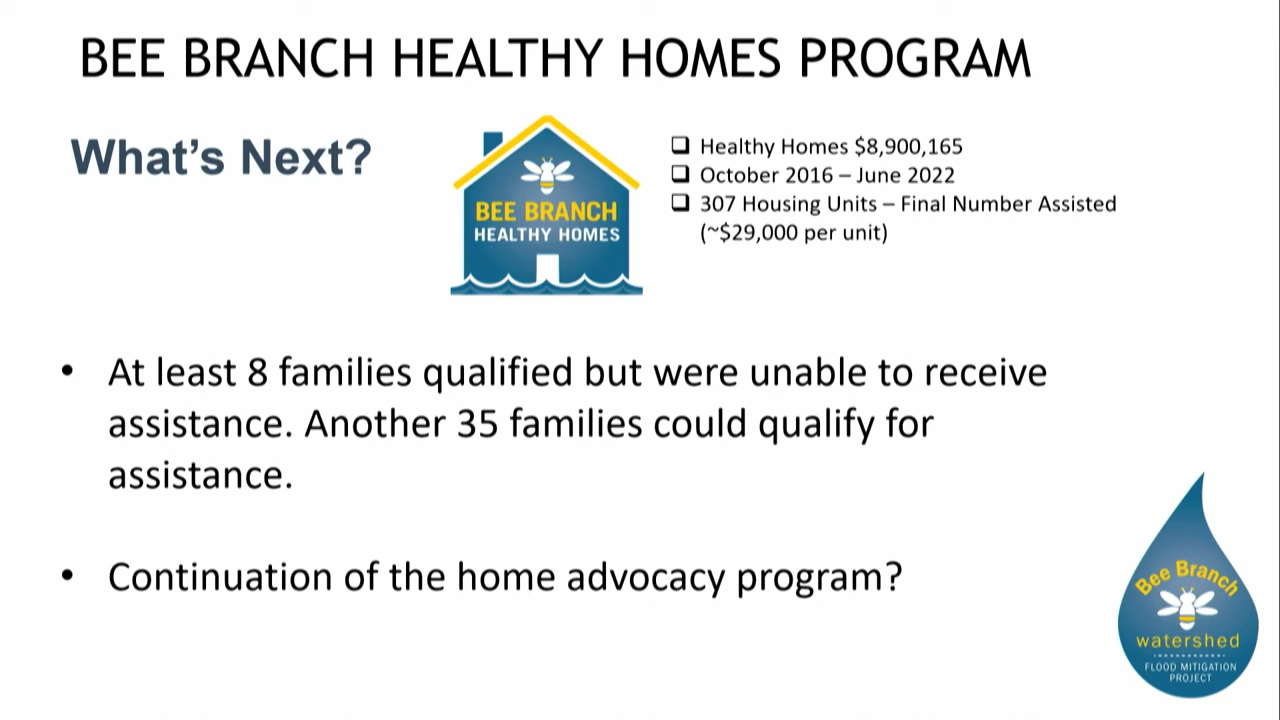 BEE BRANCH HEALTHY HOMES PROGRAM
What's Next?
BEE BRANCH
HEALTHY HOMES
❑ Healthy Homes $8,900,165
❑ October 2016 – June 2022
❑ 307 Housing Units – Final Number Assisted
(~$29,000 per unit)
• At least 8 families qualified but were unable to receive
assistance. Another 35 families could qualify for
assistance.
• Continuation of the home advocacy program?
Bee Branch
watershed
FLOOD MITIGATION
PROJECT